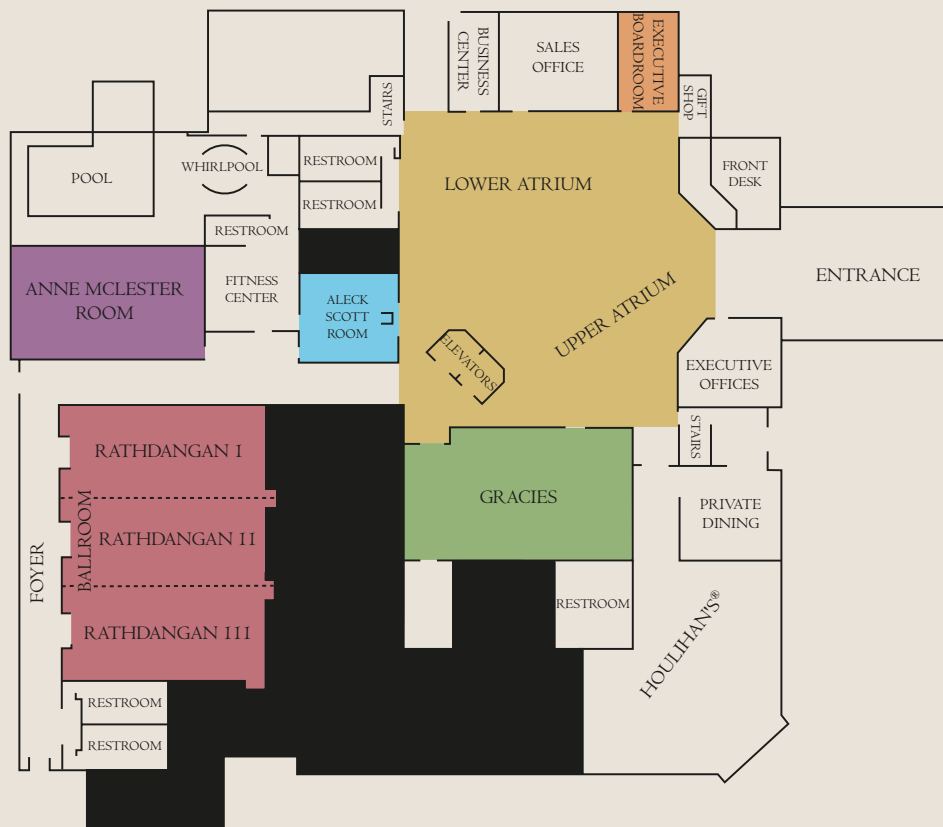 BUSINESS
CENTER
SALES
OFFICE
EXECUTIVE
BOARDROOM
GIFT
SHOP
STAIRS
WHIRLPOOL
POOL
RESTROOM
RESTROOM
RESTROOM
LOWER ATRIUM
FRONT
DESK
ENTRANCE
ANNE MCLESTER
ROOM
FITNESS
CENTER
ALECK
SCOTT
ROOM
UPPER ATRIUM
ELEVATORS
EXECUTIVE
OFFICES
STAIRS
RATHDANGAN I
RATHDANGAN II
RATHDANGAN III
BALLROOM
FOYER
GRACIES
PRIVATE
DINING
RESTROOM
HOULIHAN'S®
RESTROOM
RESTROOM